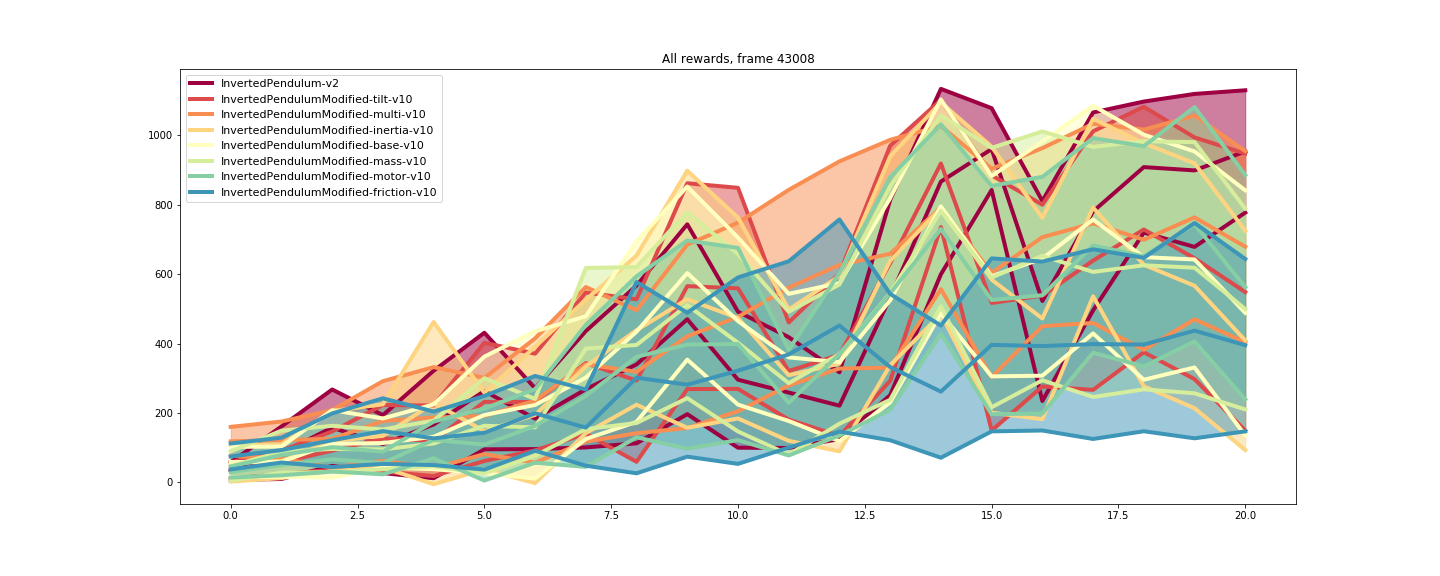 All rewards, frame 43008
InvertedPendulum-v2
InvertedPendulumModified-tilt-v10
InvertedPendulumModified-multi-v10
InvertedPendulumModified-inertia-v10
InvertedPendulumModified-base-v10
InvertedPendulumModified-mass-v10
InvertedPendulumModified-motor-v10
InvertedPendulumModified-friction-v10
1000
800
600
400
200
0
0.0 2.5 5.0 7.5 10.0 12.5 15.0 17.5 20.0